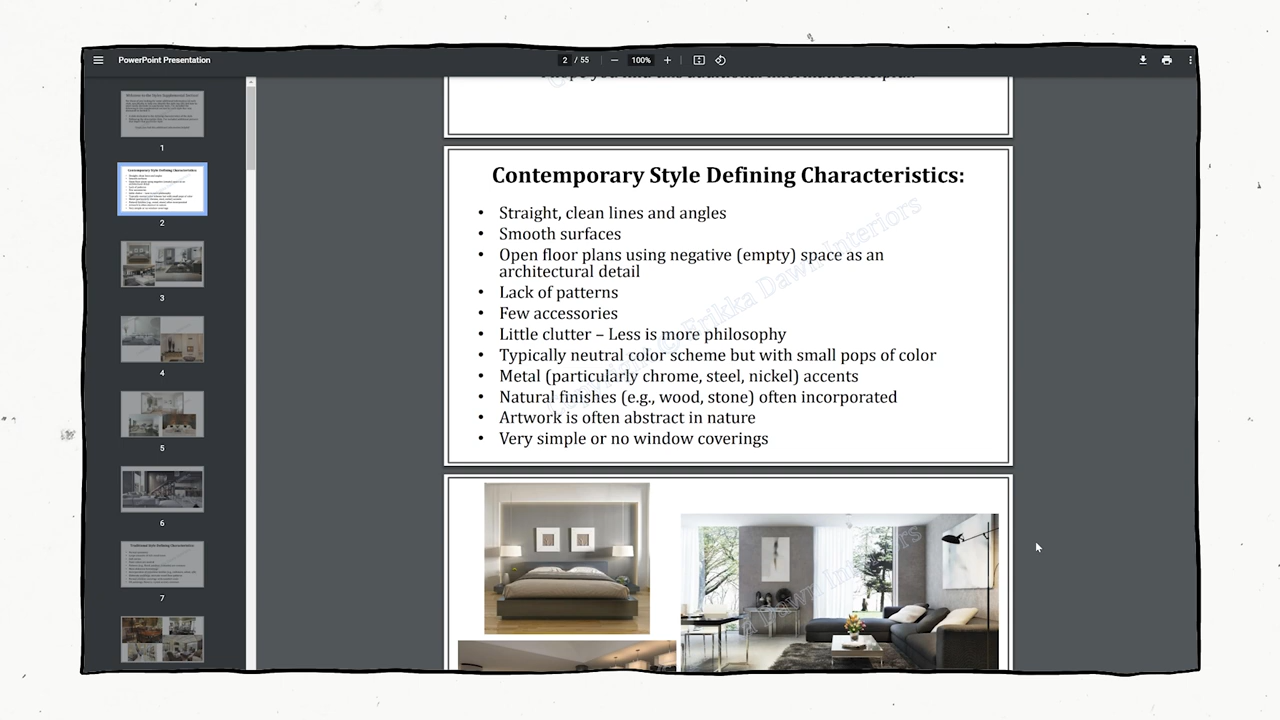 PowerPoint Presentation
2 / 55
100%
1
2
3
4
5
6
7
Contemporary Style Defining Characteristics:
• Straight, clean lines and angles
• Smooth surfaces
• Open floor plans using negative (empty) space as an
architectural detail
• Lack of patterns
• Few accessories
• Little clutter – Less is more philosophy
• Typically neutral color scheme but with small pops of color
• Metal (particularly chrome, steel, nickel) accents
• Natural finishes (e.g., wood, stone) often incorporated
• Artwork is often abstract in nature
• Very simple or no window coverings
Erikka Dawn Interiors